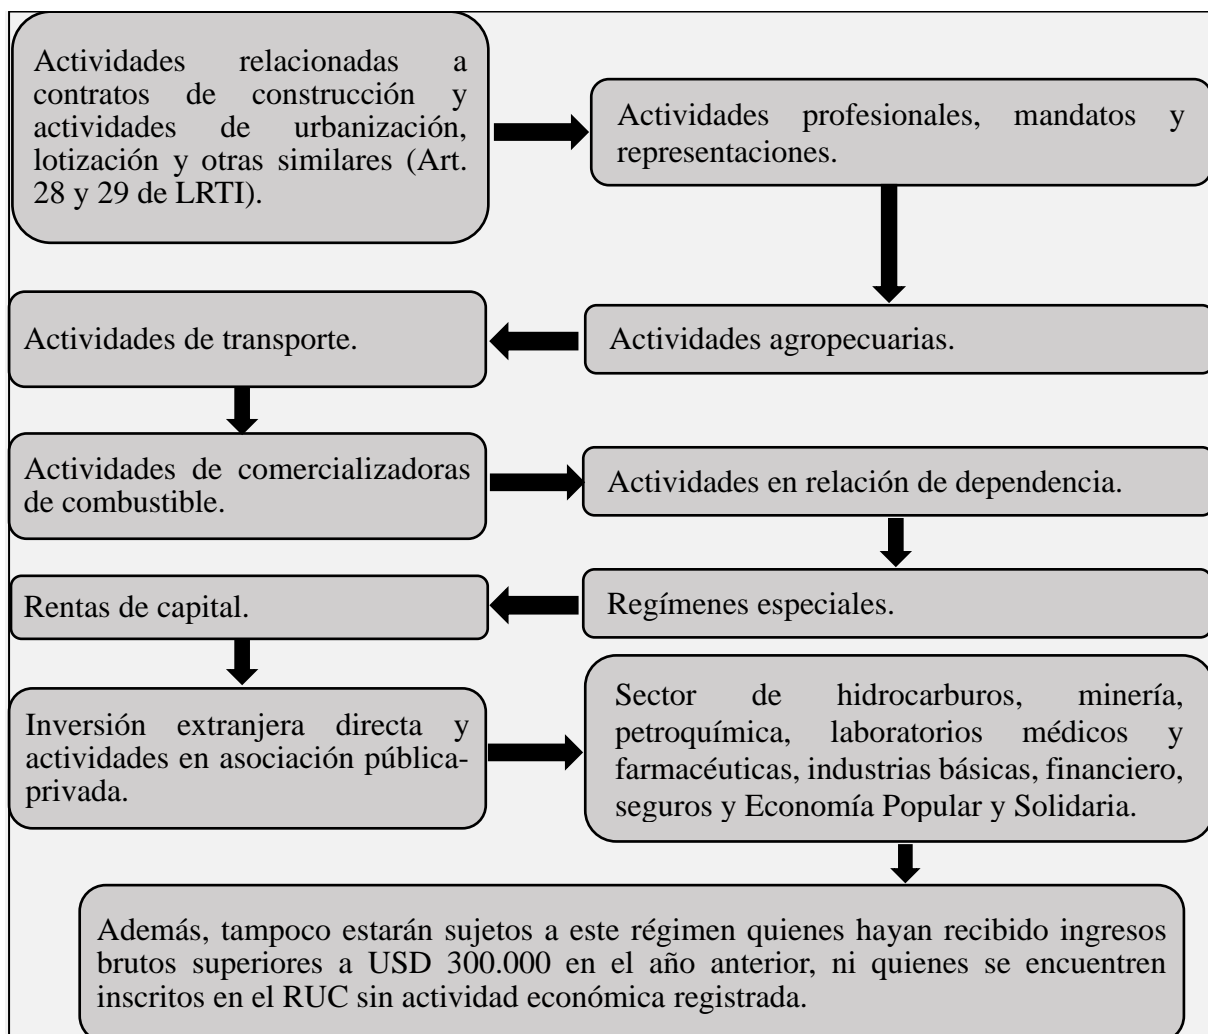 Actividades relacionadas a
contratos de construcción y
actividades de urbanización,
lotización y otras similares (Art.
28 y 29 de LRTI).
Actividades profesionales, mandatos y
representaciones.
Actividades agropecuarias.
Actividades de transporte.
Actividades de comercializadoras
de combustible.
Actividades en relación de dependencia.
Regímenes especiales.
Rentas de capital.
Inversión extranjera directa y
actividades en asociación pública-
privada.
Sector de hidrocarburos, minería,
petroquímica, laboratorios médicos y
farmacéuticas, industrias básicas, financiero,
seguros y Economía Popular y Solidaria.
Además, tampoco estarán sujetos a este régimen quienes hayan recibido ingresos
brutos superiores a USD 300.000 en el año anterior, ni quienes se encuentren
inscritos en el RUC sin actividad económica registrada.